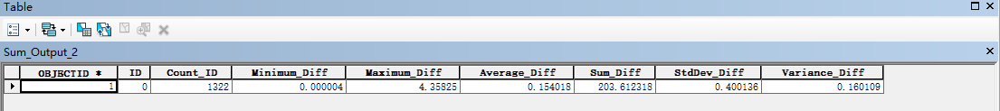 Table
Sum_Output_2
OBJECTID * ID Count_ID Minimum_Diff Maximum_Diff Average_Diff Sum_Diff StdDev_Diff Variance_Diff
1 0 1322 0.000004 4.35825 0.154018 203.612318 0.400136 0.160109